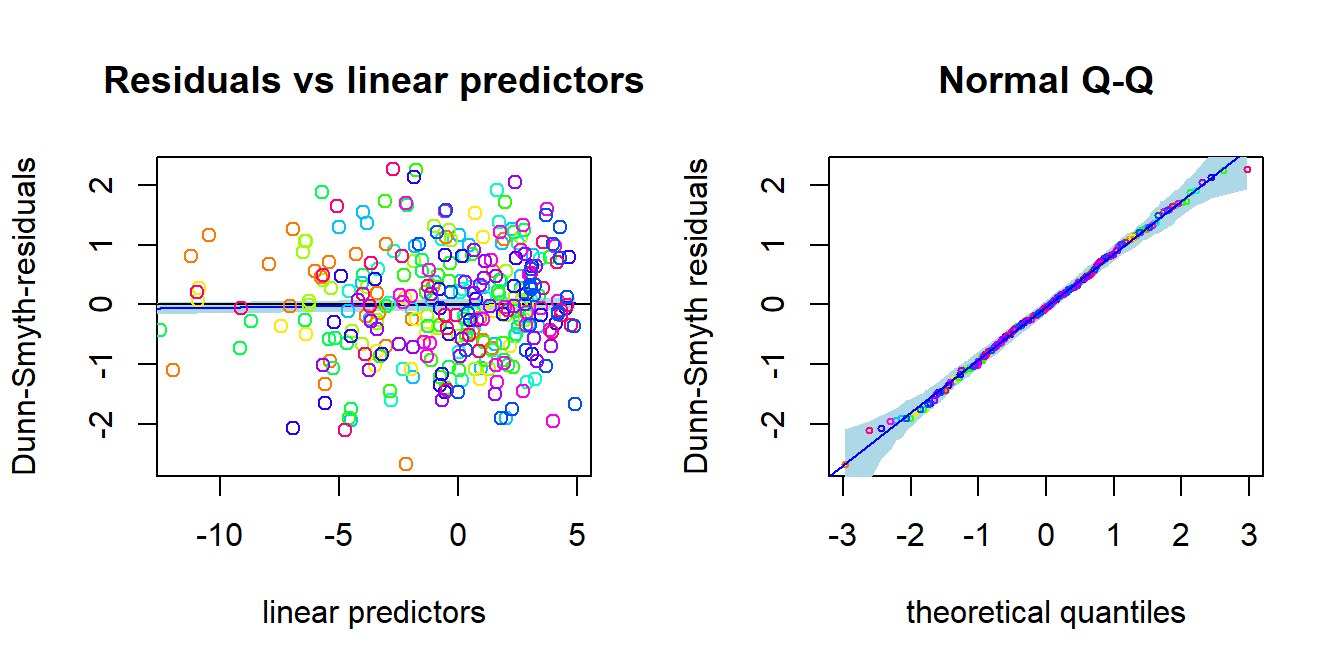 Residuals vs linear predictors
Dunn-Smyth-residuals
2
1
0
-1
-2
-10 -5 0 5
linear predictors
Normal Q-Q
Dunn-Smyth residuals
2
1
0
-1
-2
-3 -2 -1 0 1 2 3
theoretical quantiles